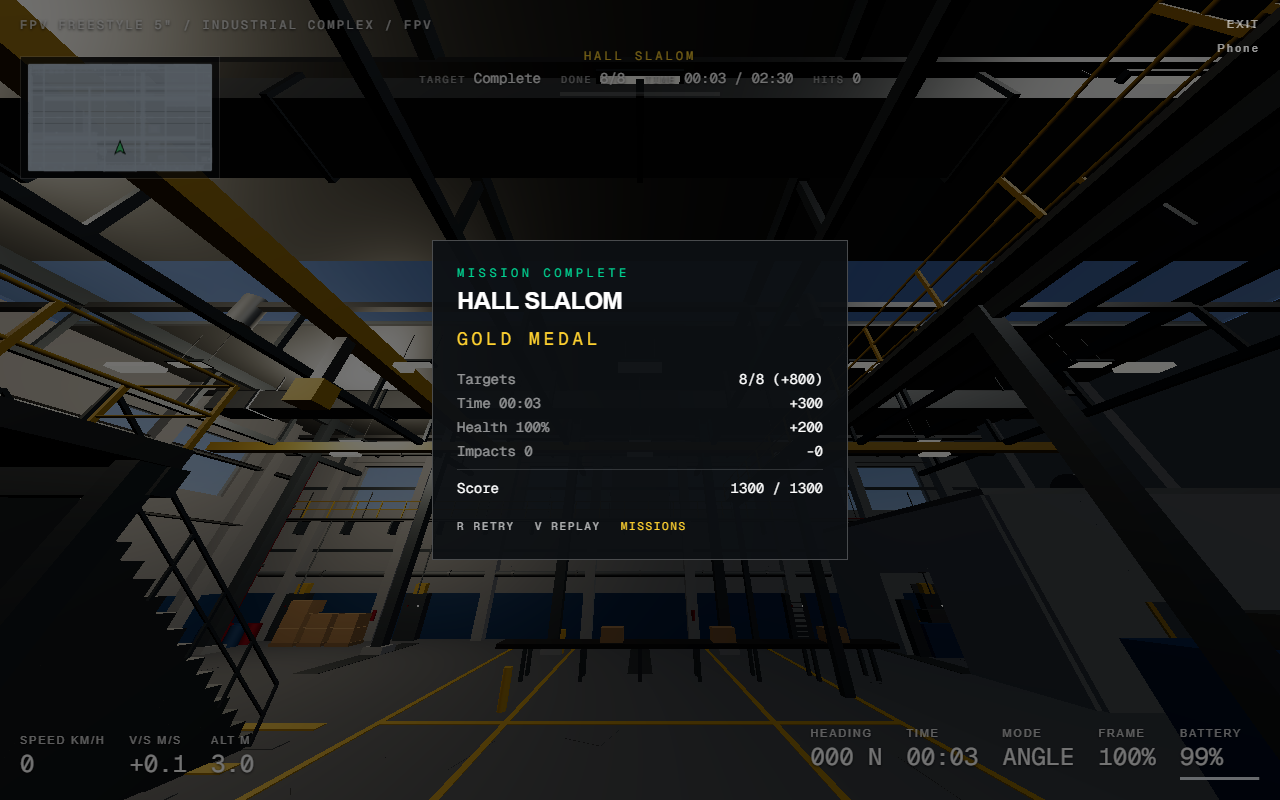 FPV FREESTYLE 5" / INDUSTRIAL COMPLEX / FPV
EXIT
Phone
HALL SLALOM
TARGET Complete DONE 8/8 00:03 / 02:30 HITS 0
MISSION COMPLETE
HALL SLALOM
GOLD MEDAL
Targets 8/8 (+800)
Time 00:03 +300
Health 100% +200
Impacts 0 -0
Score 1300 / 1300
R RETRY V REPLAY MISSIONS
SPEED KM/H V/S M/S ALT M
0 +0.1 3.0
HEADING TIME MODE FRAME BATTERY
000 N 00:03 ANGLE 100% 99%